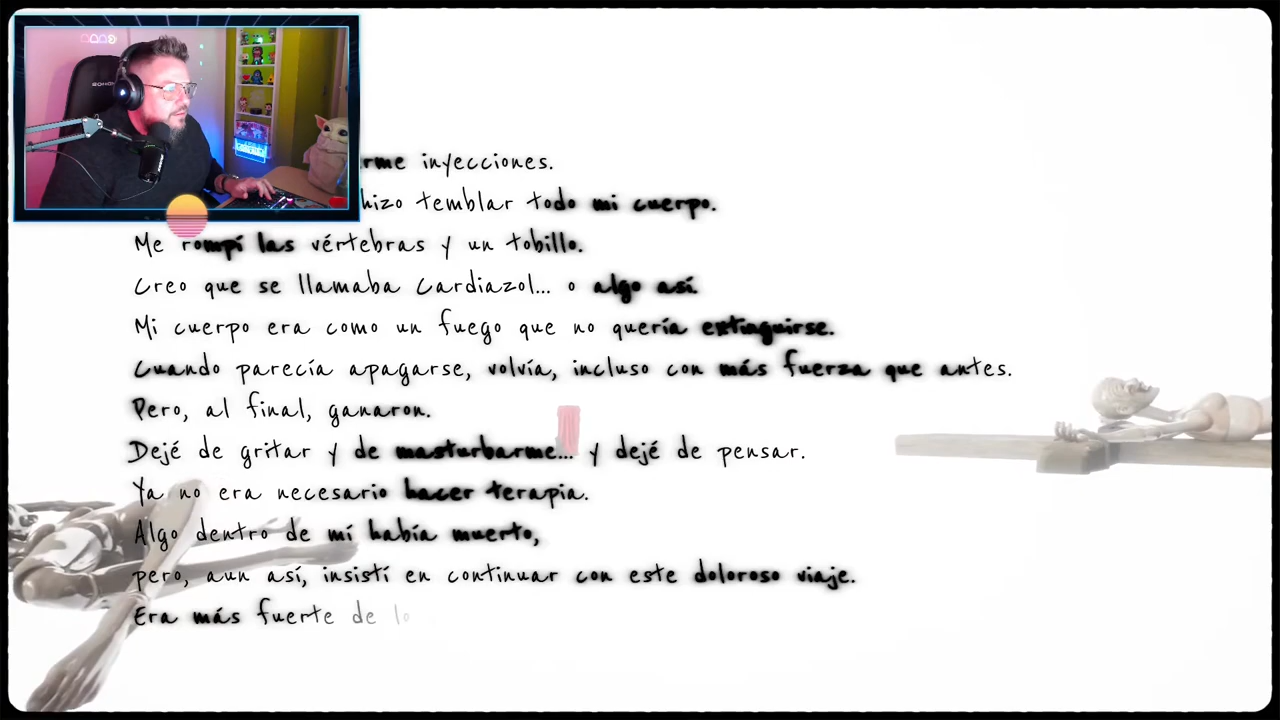 rme inyecciones.
hizo temblar todo mi cuerpo.
Me rompí las vértebras y un tobillo.
Creo que se llamaba Cardiazol... o algo así.
Mi cuerpo era como un fuego que no quería extinguirse.
Cuando parecía apagarse, volvía, incluso con más fuerza que antes.
Pero, al final, ganaron.
Dejé de gritar y de masturbarme... y dejé de pensar.
Ya no era necesario hacer terapia.
Algo dentro de mí había muerto,
pero, aun así, insistí en continuar con este doloroso viaje.
Era más fuerte de lo